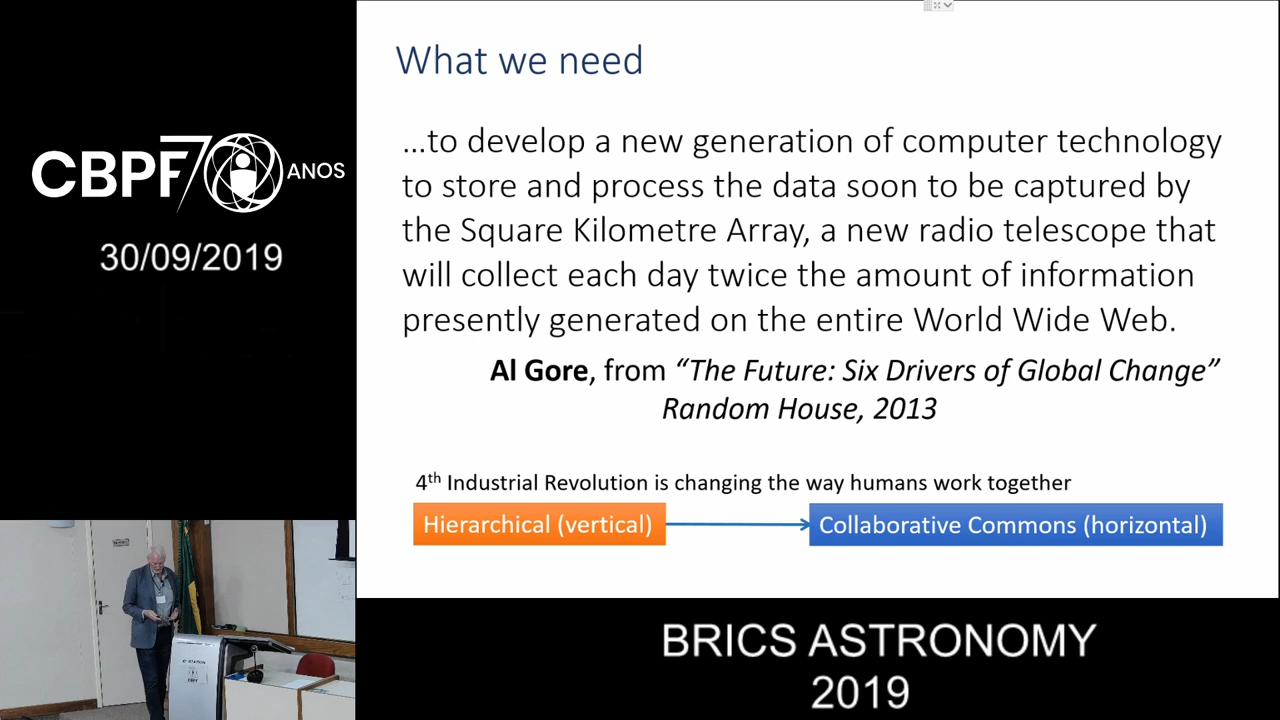 CBPF 70 ANOS
30/09/2019
What we need
…to develop a new generation of computer technology
to store and process the data soon to be captured by
the Square Kilometre Array, a new radio telescope that
will collect each day twice the amount of information
presently generated on the entire World Wide Web.
Al Gore, from “The Future: Six Drivers of Global Change”
Random House, 2013
4th Industrial Revolution is changing the way humans work together
Hierarchical (vertical)
Collaborative Commons (horizontal)
BRICS ASTRONOMY
2019